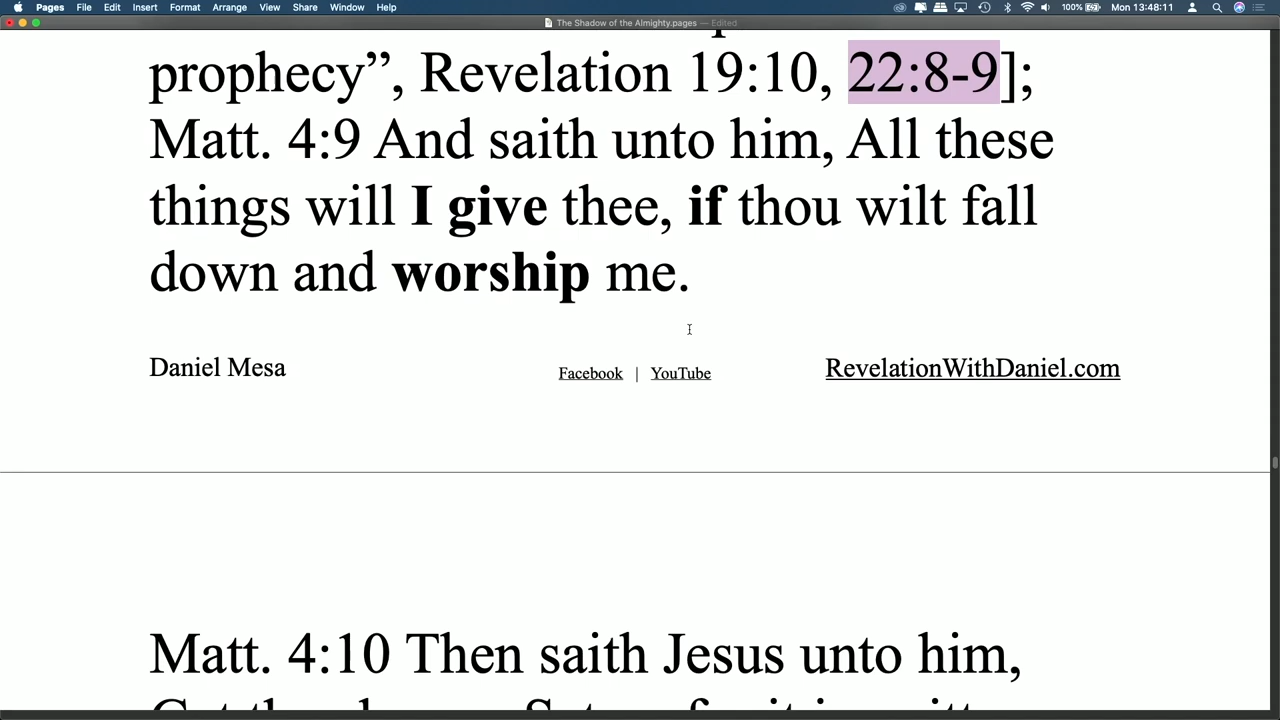 Pages File Edit Insert Format Arrange View Share Window Help 100% Mon 13:48:11
The Shadow of the Almighty.pages — Edited
prophecy”, Revelation 19:10, 22:8-9];
Matt. 4:9 And saith unto him, All these
things will I give thee, if thou wilt fall
down and worship me.
Daniel Mesa Facebook | YouTube RevelationWithDaniel.com
Matt. 4:10 Then saith Jesus unto him,